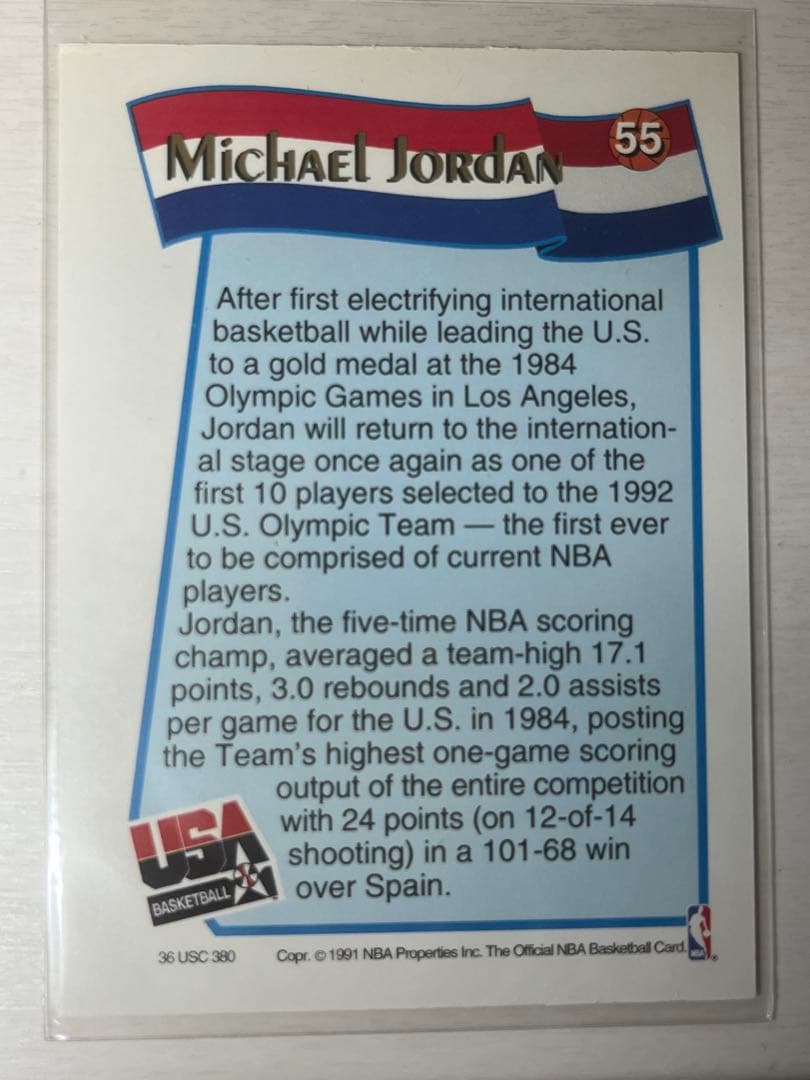 Michael Jordan
55
After first electrifying international
basketball while leading the U.S.
to a gold medal at the 1984
Olympic Games in Los Angeles,
Jordan will return to the internation-
al stage once again as one of the
first 10 players selected to the 1992
U.S. Olympic Team — the first ever
to be comprised of current NBA
players.
Jordan, the five-time NBA scoring
champ, averaged a team-high 17.1
points, 3.0 rebounds and 2.0 assists
per game for the U.S. in 1984, posting
the Team's highest one-game scoring
output of the entire competition
with 24 points (on 12-of-14
shooting) in a 101-68 win
over Spain.
USA
BASKETBALL
36 USC 380
Copr. © 1991 NBA Properties Inc. The Official NBA Basketball Card.
NBA